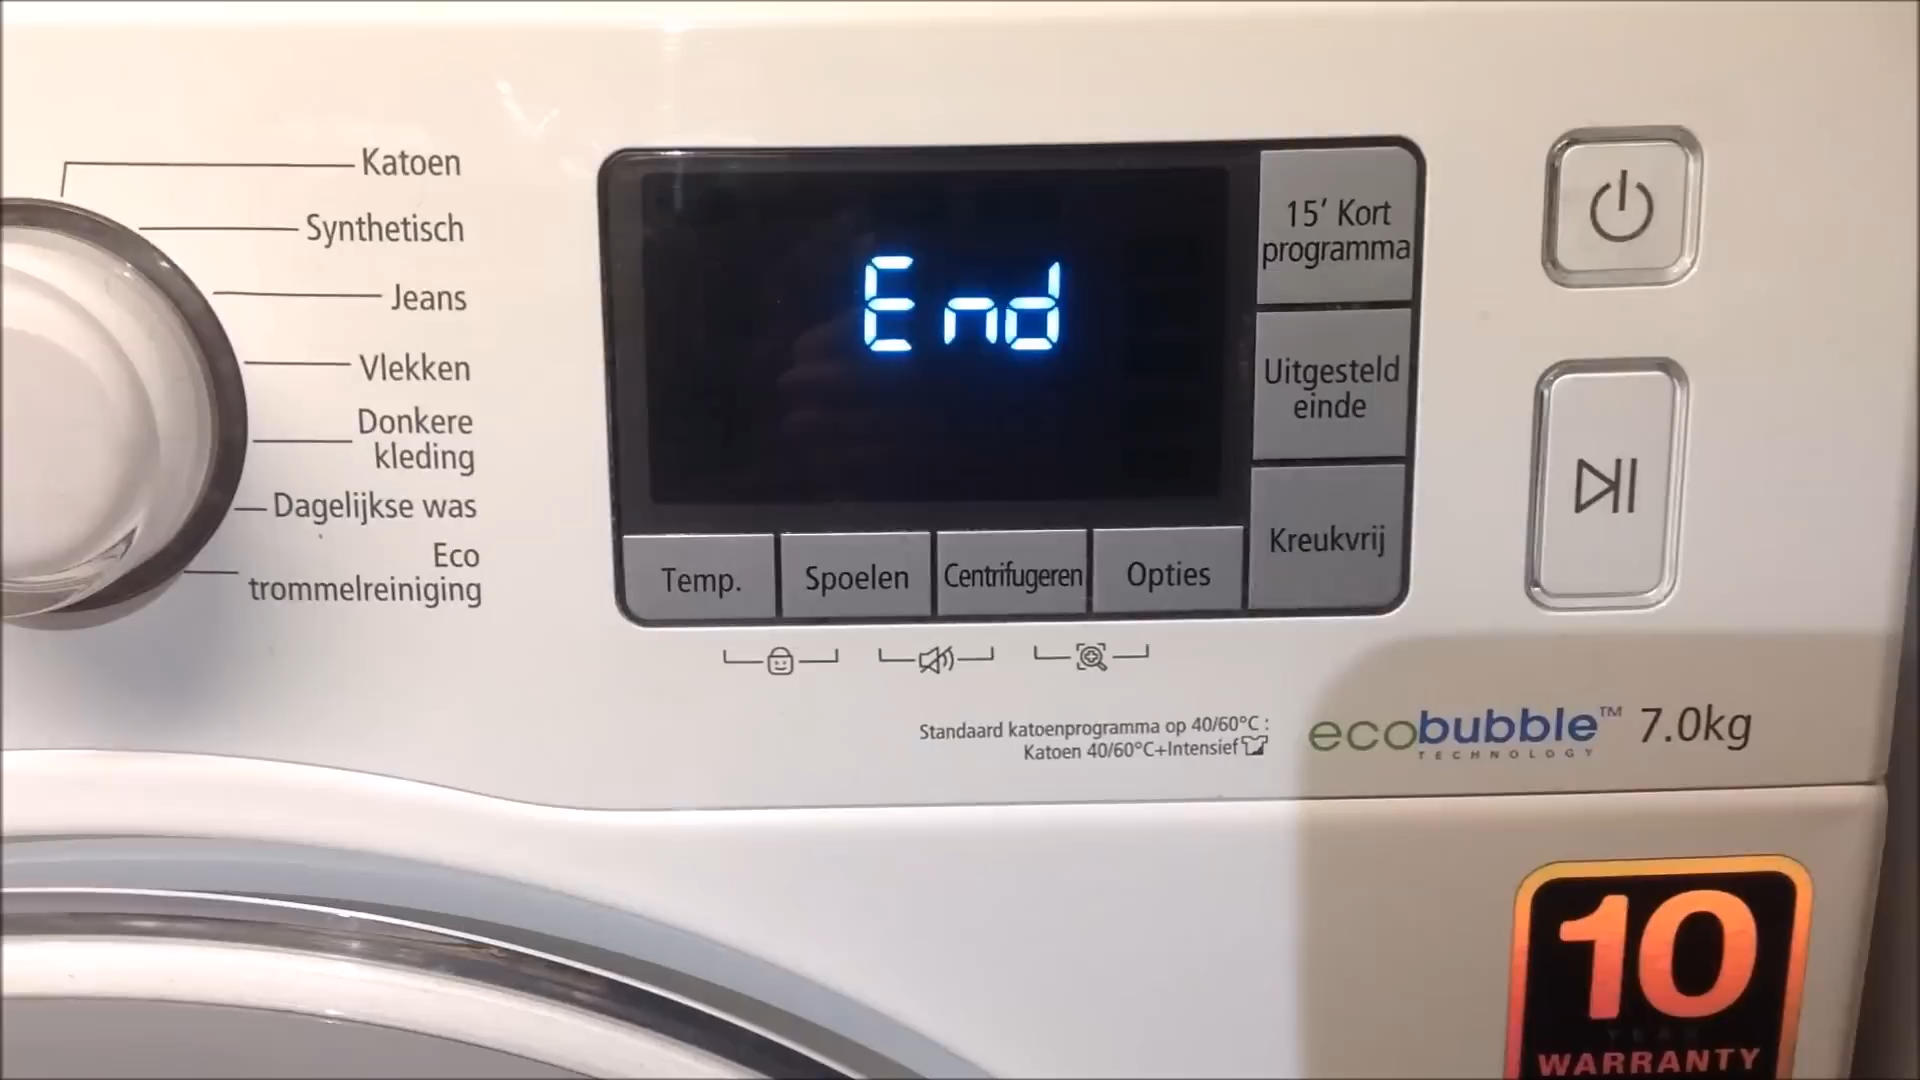 Katoen
Synthetisch
Jeans
Vlekken
Donkere
kleding
Dagelijkse was
Eco
trommelreiniging
End
15’ Kort
programma
Uitgesteld
einde
Kreukvrij
Temp.
Spoelen
Centrifugeren
Opties
Standaard katoenprogramma op 40/60°C :
Katoen 40/60°C+Intensief
ecobubble™ 7.0kg
TECHNOLOGY
10
YEAR
WARRANTY